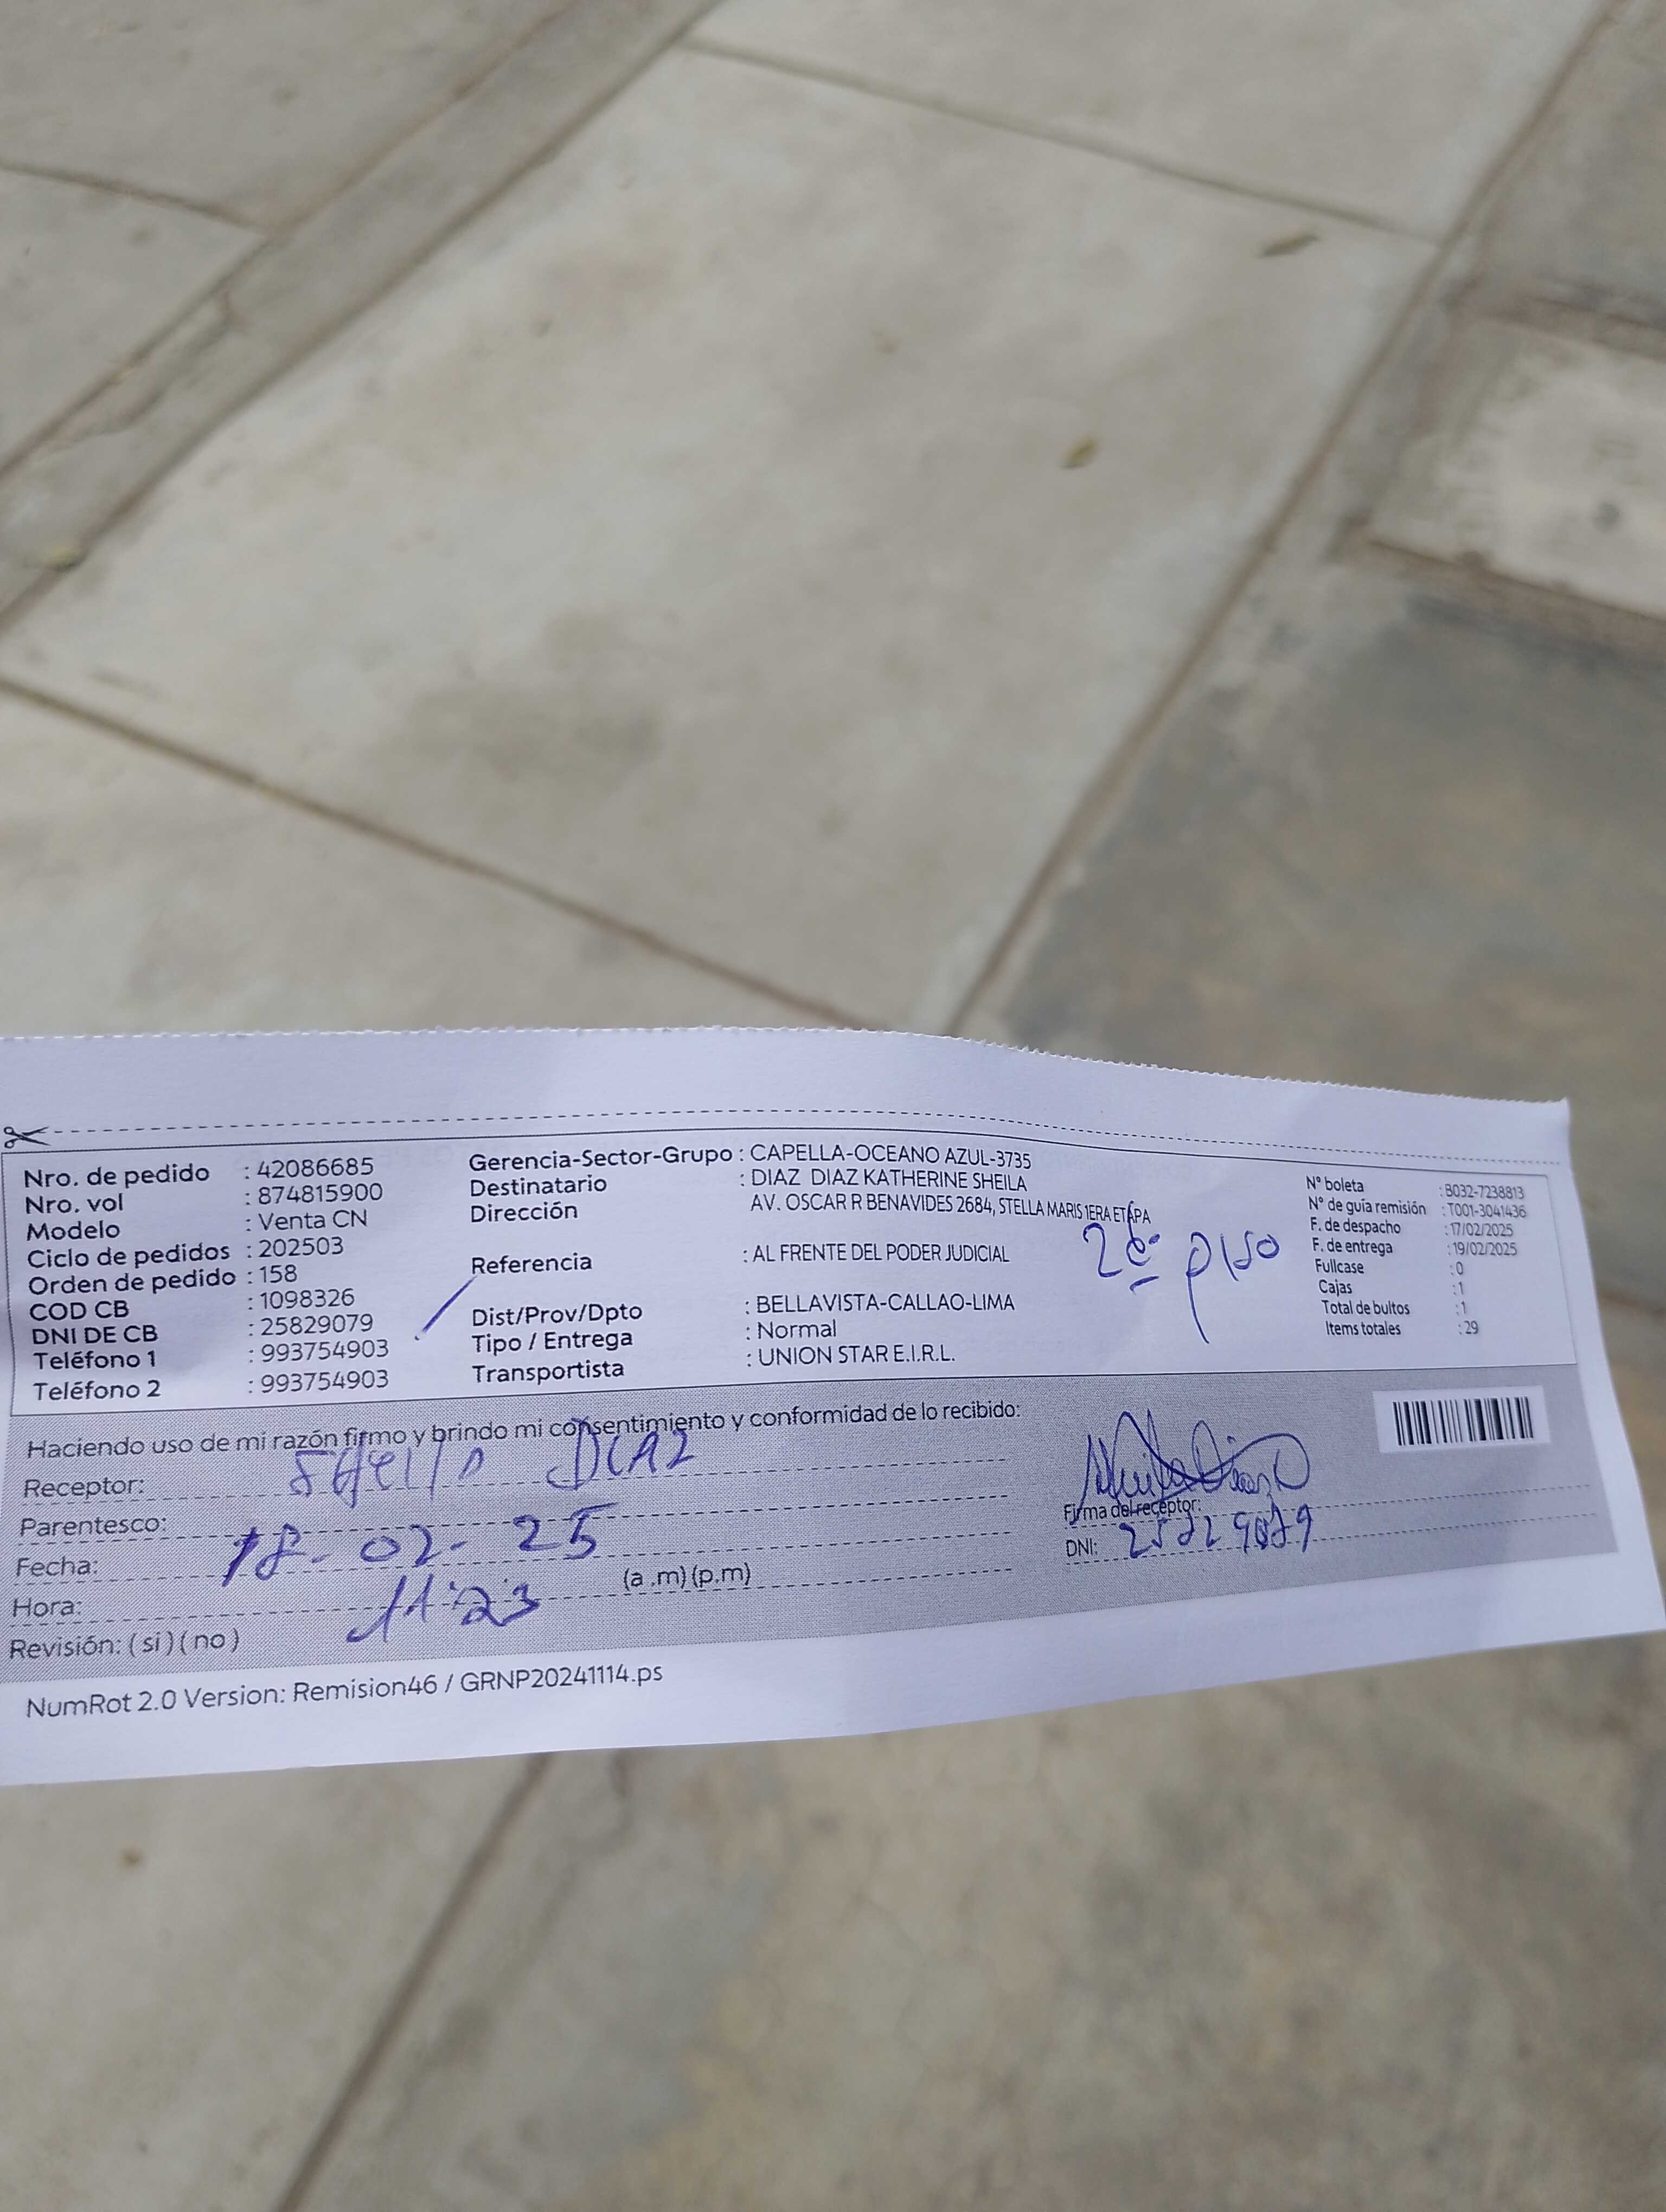 Nro. de pedido : 42086685
Nro. vol : 874815900
Modelo : Venta CN
Ciclo de pedidos : 202503
Orden de pedido : 158
COD CB : 1098326
DNI DE CB : 25829079
Teléfono 1 : 993754903
Teléfono 2 : 993754903
Gerencia-Sector-Grupo : CAPELLA-OCEANO AZUL-3735
Destinatario : DIAZ DIAZ KATHERINE SHEILA
Dirección AV. OSCAR R BENAVIDES 2684, STELLA MARIS 1ERA ETAPA
Referencia : AL FRENTE DEL PODER JUDICIAL
Dist/Prov/Dpto : BELLAVISTA-CALLAO-LIMA
Tipo / Entrega : Normal
Transportista : UNION STAR E.I.R.L.
piso
N° boleta : B032-7238813
N° de guía remisión : T001-3041436
F. de despacho : 17/02/2025
F. de entrega : 19/02/2025
Fullcase : 0
Cajas : 1
Total de bultos : 1
Items totales : 29
Haciendo uso de mi razón firmo y brindo mi consentimiento y conformidad de lo recibido:
Receptor: DIAZ
Parentesco:
Fecha: 18-02-25
Hora: 11:23 (a.m) (p.m)
Revisión: (si) (no)
Firma del receptor:
DNI:
NumRot 2.0 Version: Remision46 / GRNP20241114.ps